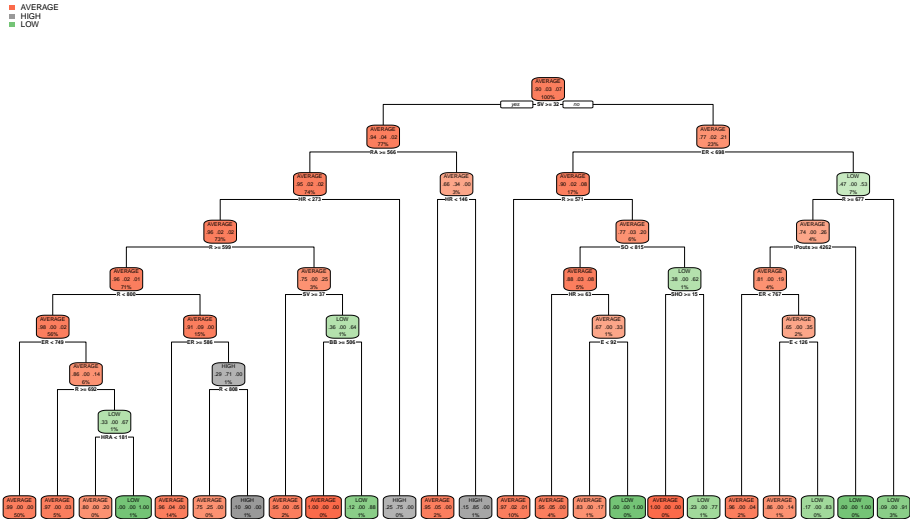 AVERAGE
HIGH
LOW
AVERAGE
.90 .03 .07
100%
yes SV >= 32 no
AVERAGE
.94 .04 .02
77%
RA >= 566
AVERAGE
.77 .02 .21
23%
ER < 698
AVERAGE
.95 .02 .02
74%
HR < 273
AVERAGE
.66 .34 .00
3%
HR < 146
AVERAGE
.90 .02 .08
17%
R >= 571
LOW
.47 .00 .53
7%
R >= 677
AVERAGE
.96 .02 .02
73%
R >= 599
AVERAGE
.77 .03 .20
6%
SO < 815
AVERAGE
.74 .00 .26
4%
IPouts >= 4262
AVERAGE
.96 .02 .01
71%
R < 800
AVERAGE
.75 .00 .25
3%
SV >= 37
AVERAGE
.88 .03 .08
5%
HR >= 63
LOW
.38 .00 .62
1%
SHO >= 15
AVERAGE
.81 .00 .19
4%
ER < 767
AVERAGE
.98 .00 .02
56%
ER < 749
AVERAGE
.91 .09 .00
15%
ER >= 586
LOW
.36 .00 .64
1%
BB >= 506
AVERAGE
.67 .00 .33
1%
E < 92
AVERAGE
.65 .00 .35
2%
E < 126
AVERAGE
.86 .00 .14
6%
R >= 692
HIGH
.29 .71 .00
1%
R < 808
LOW
.33 .00 .67
1%
HRA < 181
AVERAGE
.99 .00 .00
50%
AVERAGE
.97 .00 .03
5%
AVERAGE
.80 .00 .20
0%
LOW
.00 .00 1.00
1%
AVERAGE
.96 .04 .00
14%
AVERAGE
.75 .25 .00
0%
HIGH
.10 .90 .00
1%
AVERAGE
.95 .00 .05
2%
AVERAGE
1.00 .00 .00
0%
LOW
.12 .00 .88
1%
HIGH
.25 .75 .00
0%
AVERAGE
.95 .05 .00
2%
HIGH
.15 .85 .00
1%
AVERAGE
.97 .02 .01
10%
AVERAGE
.95 .04 .00
4%
AVERAGE
.83 .00 .17
1%
LOW
.00 .00 1.00
0%
AVERAGE
1.00 .00 .00
0%
LOW
.23 .00 .77
1%
AVERAGE
.96 .00 .04
2%
AVERAGE
.86 .00 .14
1%
LOW
.17 .00 .83
0%
LOW
.00 .00 1.00
0%
LOW
.09 .00 .91
3%